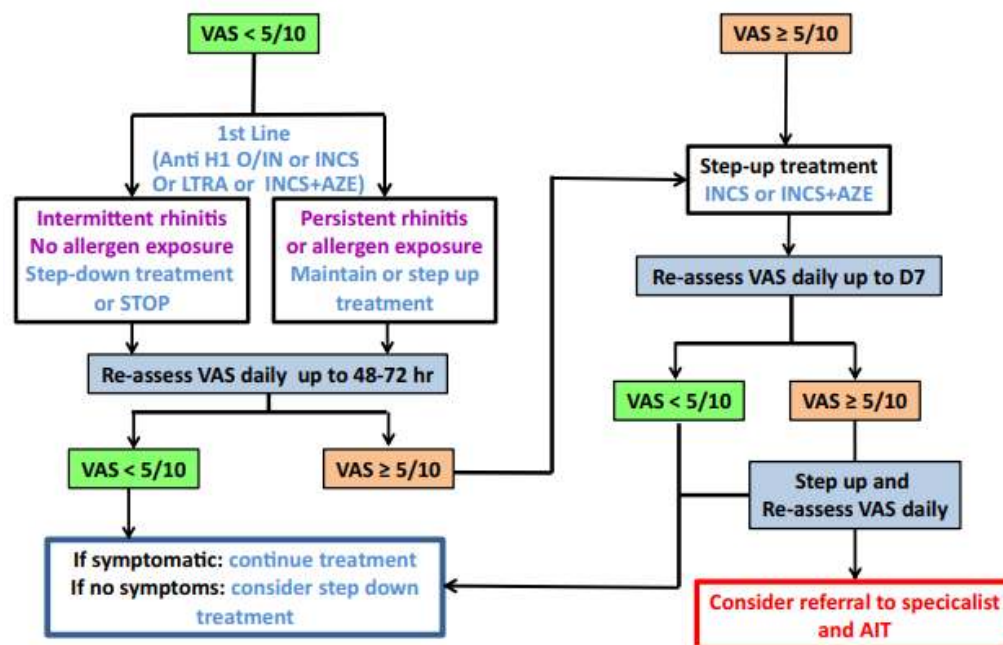 VAS < 5/10
VAS ≥ 5/10
1st Line
(Anti H1 O/IN or INCS
Or LTRA or INCS+AZE)
Intermittent rhinitis
No allergen exposure
Step-down treatment
or STOP
Persistent rhinitis
or allergen exposure
Maintain or step up
treatment
Step-up treatment
INCS or INCS+AZE
Re-assess VAS daily up to 48-72 hr
Re-assess VAS daily up to D7
VAS < 5/10
VAS ≥ 5/10
VAS < 5/10
VAS ≥ 5/10
Step up and
Re-assess VAS daily
If symptomatic: continue treatment
If no symptoms: consider step down
treatment
Consider referral to specicalist
and AIT